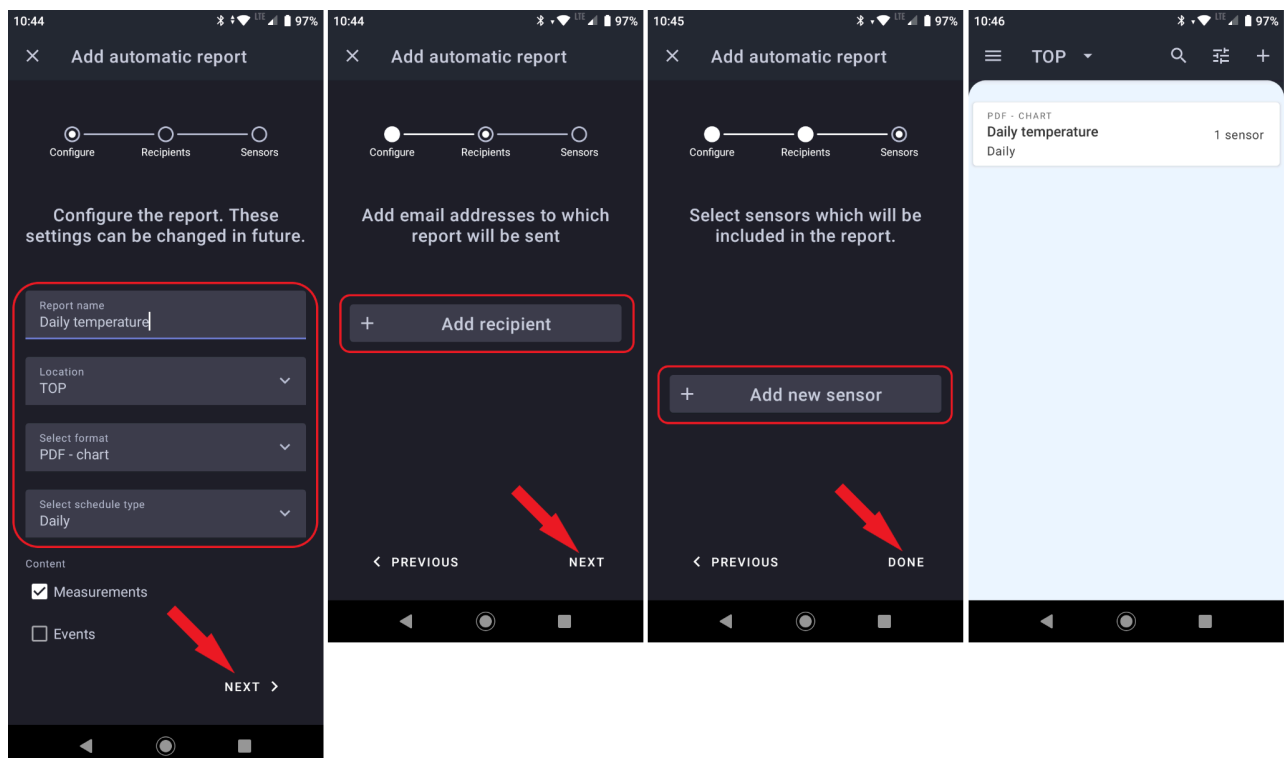 10:44
LTE
97%
Add automatic report
Configure
Recipients
Sensors
Configure the report. These
settings can be changed in future.
Report name
Daily temperature
Location
TOP
Select format
PDF - chart
Select schedule type
Daily
Content
Measurements
Events
NEXT
10:44
LTE
97%
Add automatic report
Configure
Recipients
Sensors
Add email addresses to which
report will be sent
+ Add recipient
PREVIOUS
NEXT
10:45
LTE
97%
Add automatic report
Configure
Recipients
Sensors
Select sensors which will be
included in the report.
+ Add new sensor
PREVIOUS
DONE
10:46
LTE
97%
TOP
PDF - CHART
Daily temperature
1 sensor
Daily